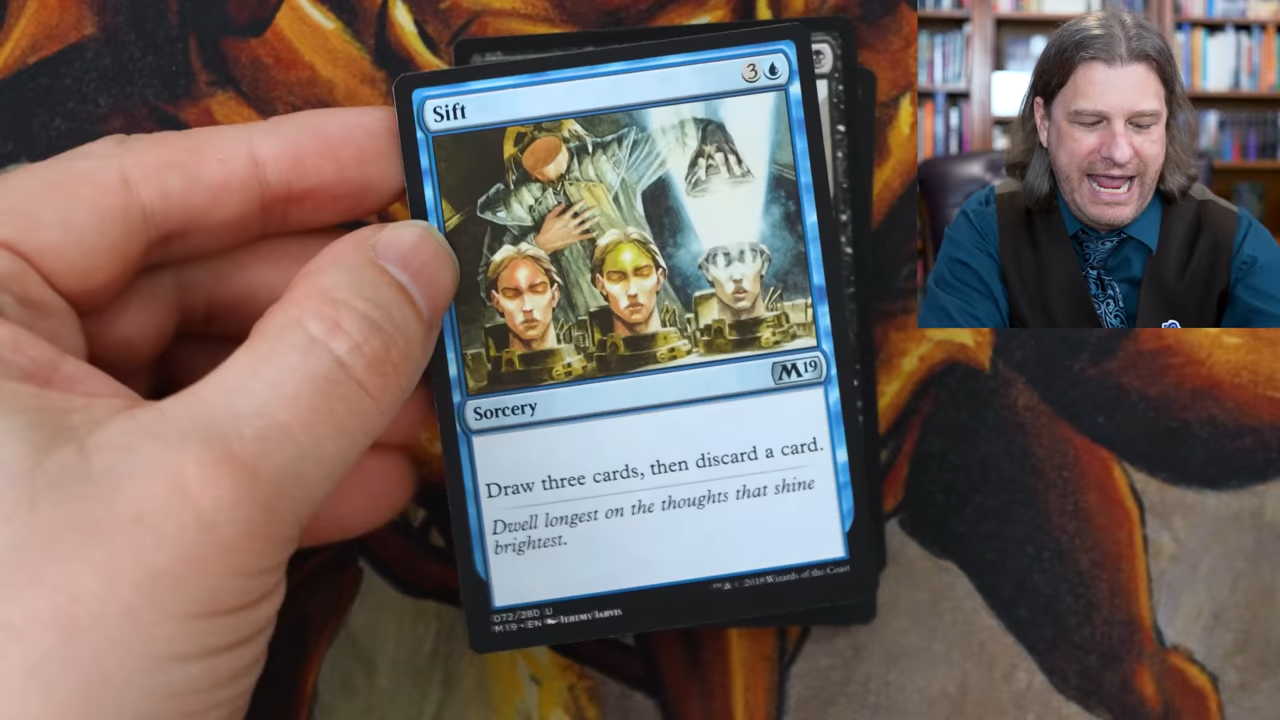 Sift
3
M19
Sorcery
Draw three cards, then discard a card.
Dwell longest on the thoughts that shine
brightest.
™ & © 2018 Wizards of the Coast
072/280 U
M19 • EN JEREMY JARVIS